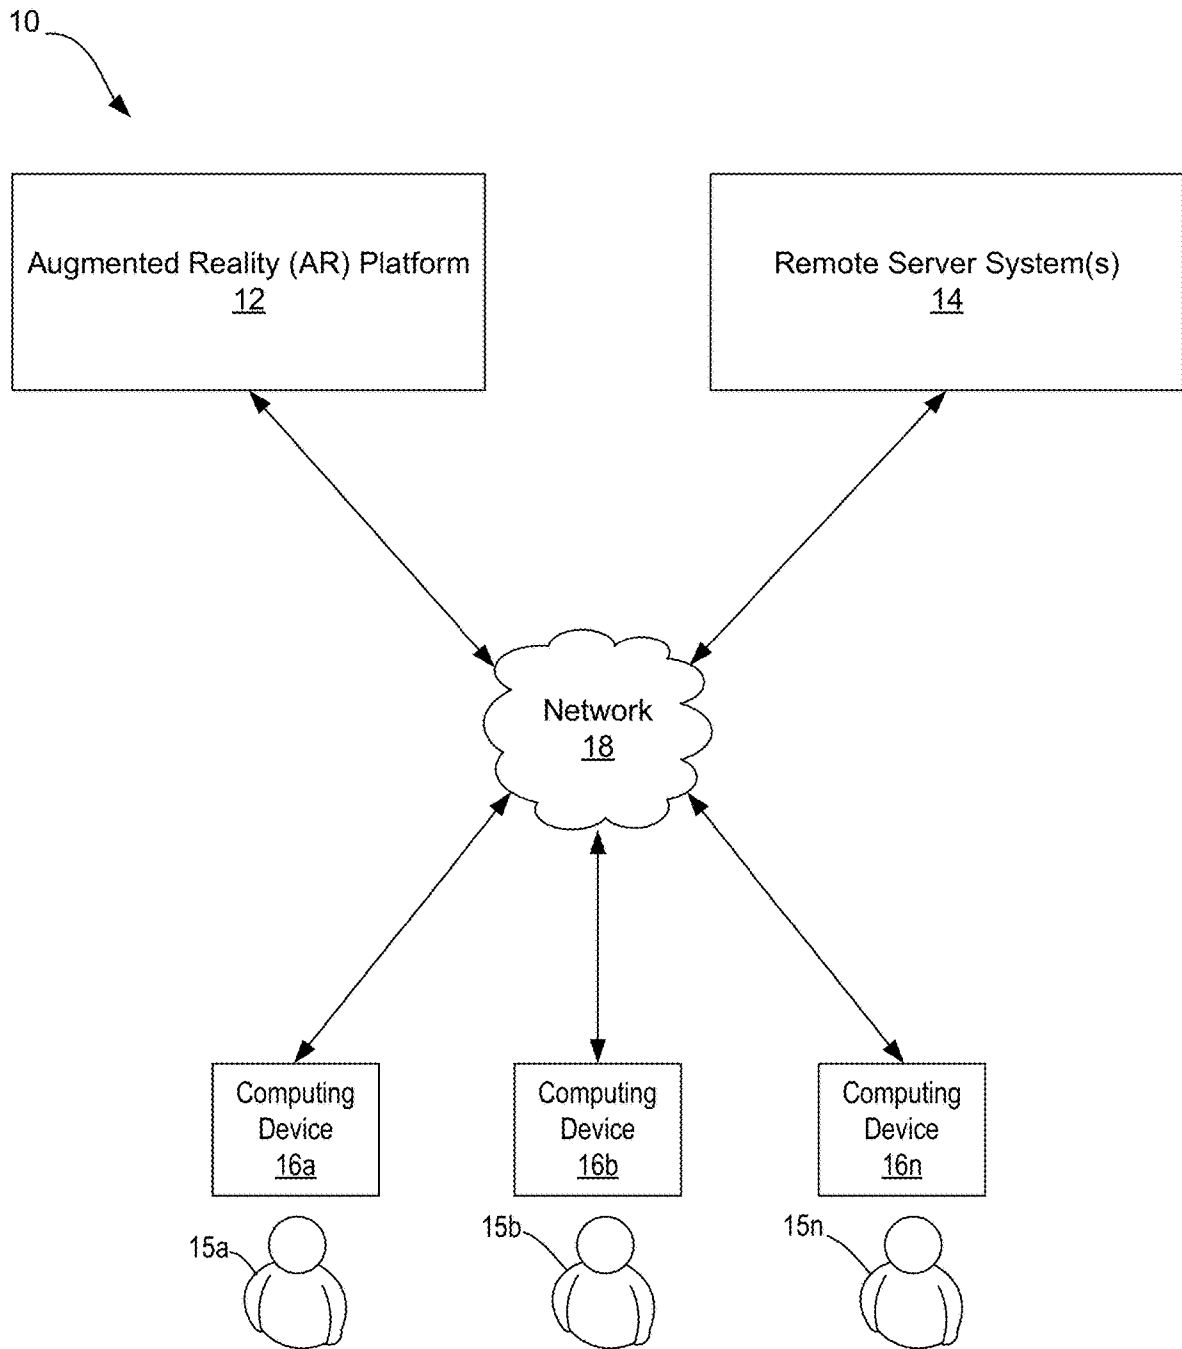 10
Augmented Reality (AR) Platform
12
Remote Server System(s)
14
Network
18
Computing
Device
16a
Computing
Device
16b
Computing
Device
16n
15a
15b
15n